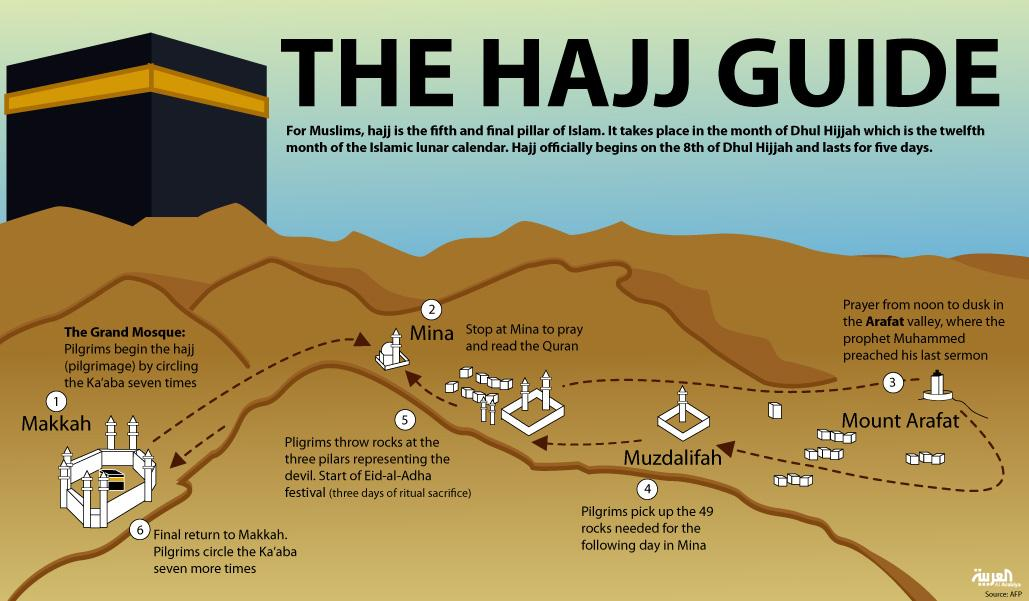 THE HAJJ GUIDE
For Muslims, hajj is the fifth and final pillar of Islam. It takes place in the month of Dhul Hijjah which is the twelfth
month of the Islamic lunar calendar. Hajj officially begins on the 8th of Dhul Hijjah and lasts for five days.
The Grand Mosque:
Pilgrims begin the hajj
(pilgrimage) by circling
the Ka'aba seven times
1
Makkah
2
Mina
Stop at Mina to pray
and read the Quran
Prayer from noon to dusk in
the Arafat valley, where the
prophet Muhammed
preached his last sermon
3
Mount Arafat
Muzdalifah
4
Pilgrims pick up the 49
rocks needed for the
following day in Mina
5
Pilgrims throw rocks at the
three pilars representing the
devil. Start of Eid-al-Adha
festival (three days of ritual sacrifice)
6
Final return to Makkah.
Pilgrims circle the Ka'aba
seven more times
العربية
Al Arabiya
Source: AFP